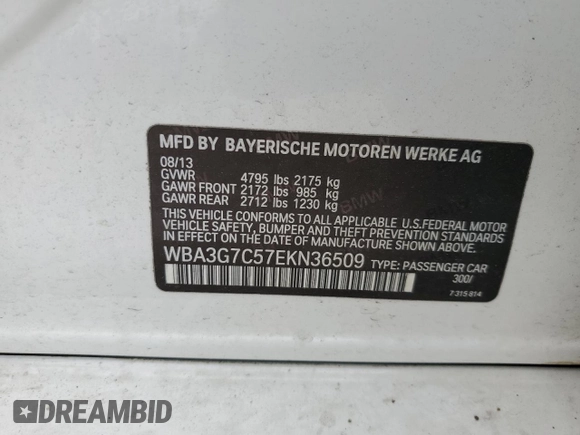 MFD BY BAYERISCHE MOTOREN WERKE AG
08/13
GVWR 4795 lbs 2175 kg
GAWR FRONT 2172 lbs 985 kg
GAWR REAR 2712 lbs 1230 kg
THIS VEHICLE CONFORMS TO ALL APPLICABLE U.S.FEDERAL MOTOR
VEHICLE SAFETY, BUMPER, AND THEFT PREVENTION STANDARDS
IN EFFECT ON THE DATE OF MANUFACTURE SHOWN ABOVE.
WBA3G7C57EKN36509 TYPE: PASSENGER CAR
300/
7315814
DREAMBID